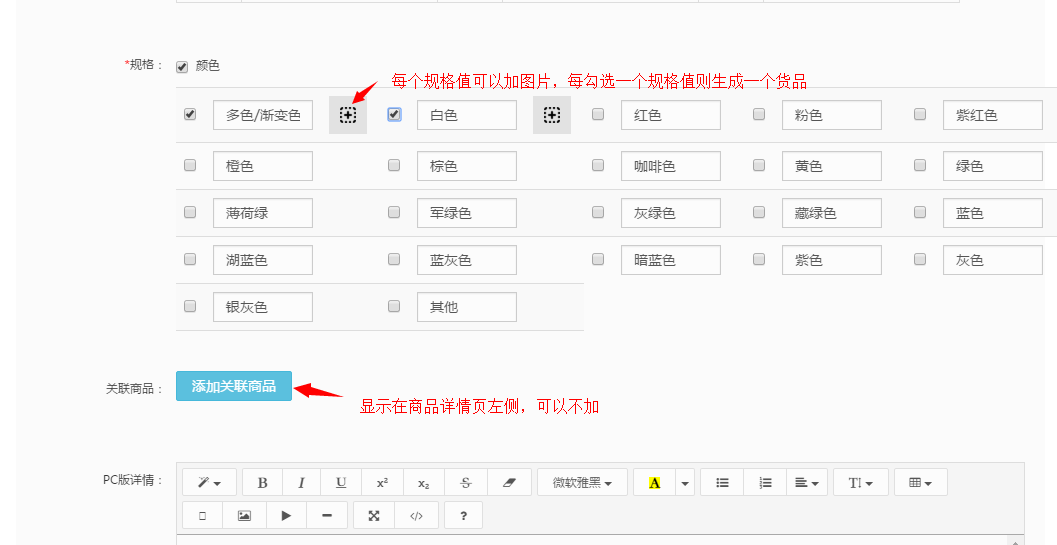 *规格： 颜色
每个规格值可以加图片，每勾选一个规格值则生成一个货品
多色/渐变色 白色 红色 粉色 紫红色
橙色 棕色 咖啡色 黄色 绿色
薄荷绿 军绿色 灰绿色 藏绿色 蓝色
湖蓝色 蓝灰色 暗蓝色 紫色 灰色
银灰色 其他
关联商品： 添加关联商品
显示在商品详情页左侧，可以不加
PC版详情： B I U x² x₂ S 微软雅黑 A TI
</> ?